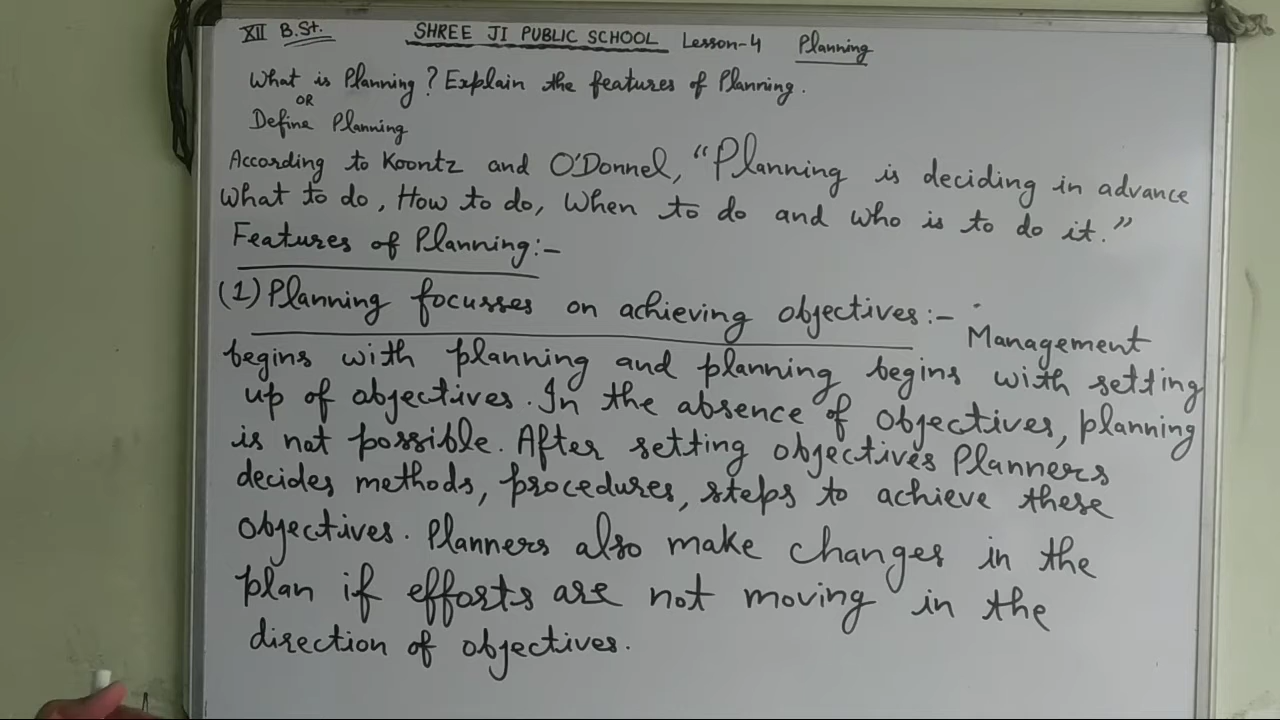 XII B.St. SHREE JI PUBLIC SCHOOL Lesson-4 Planning
What is Planning? Explain the features of Planning.
OR
Define Planning
According to Koontz and O'Donnel, "Planning is deciding in advance
What to do, How to do, When to do and who is to do it."
Features of Planning:-
(1) Planning focusses on achieving objectives:- Management
begins with planning and planning begins with setting
up of objectives. In the absence of objectives, planning
is not possible. After setting objectives Planners
decides methods, procedures, steps to achieve these
objectives. Planners also make changes in the
plan if efforts are not moving in the
direction of objectives.